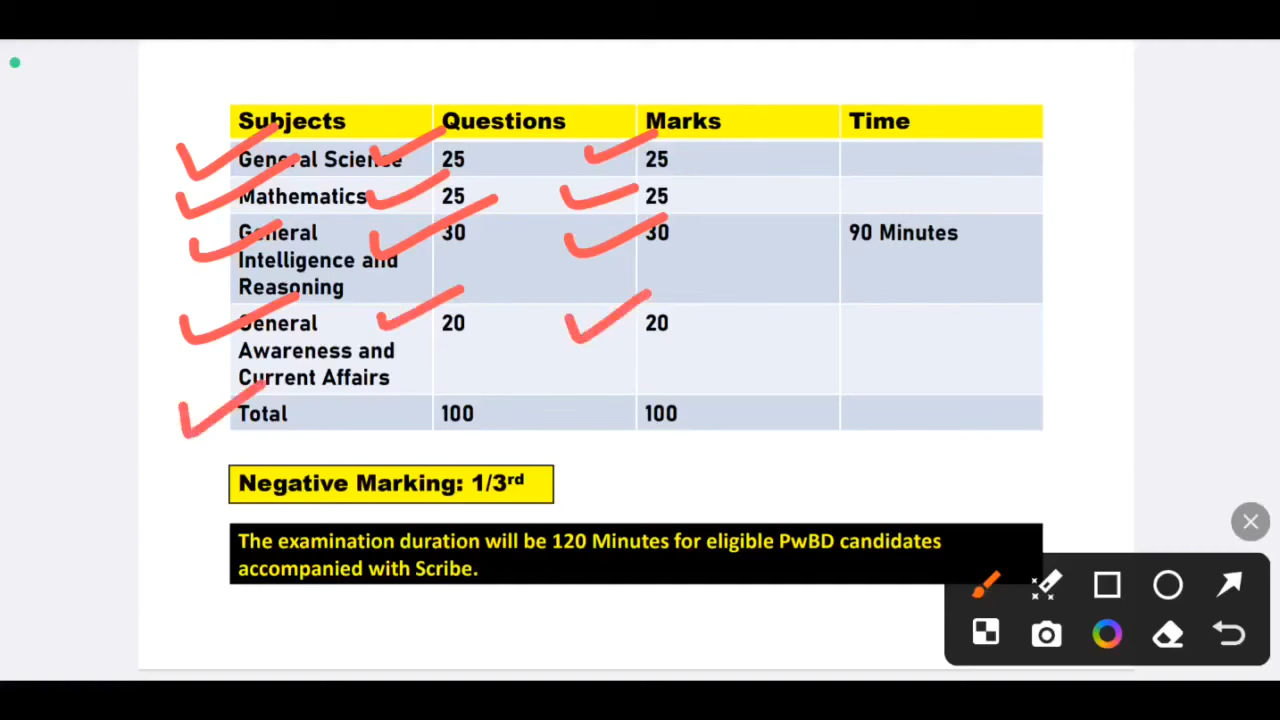 Subjects Questions Marks Time
General Science 25 25
Mathematics 25 25
General 30 30 90 Minutes
Intelligence and
Reasoning
General 20 20
Awareness and
Current Affairs
Total 100 100
Negative Marking: 1/3rd
The examination duration will be 120 Minutes for eligible PwBD candidates
accompanied with Scribe.